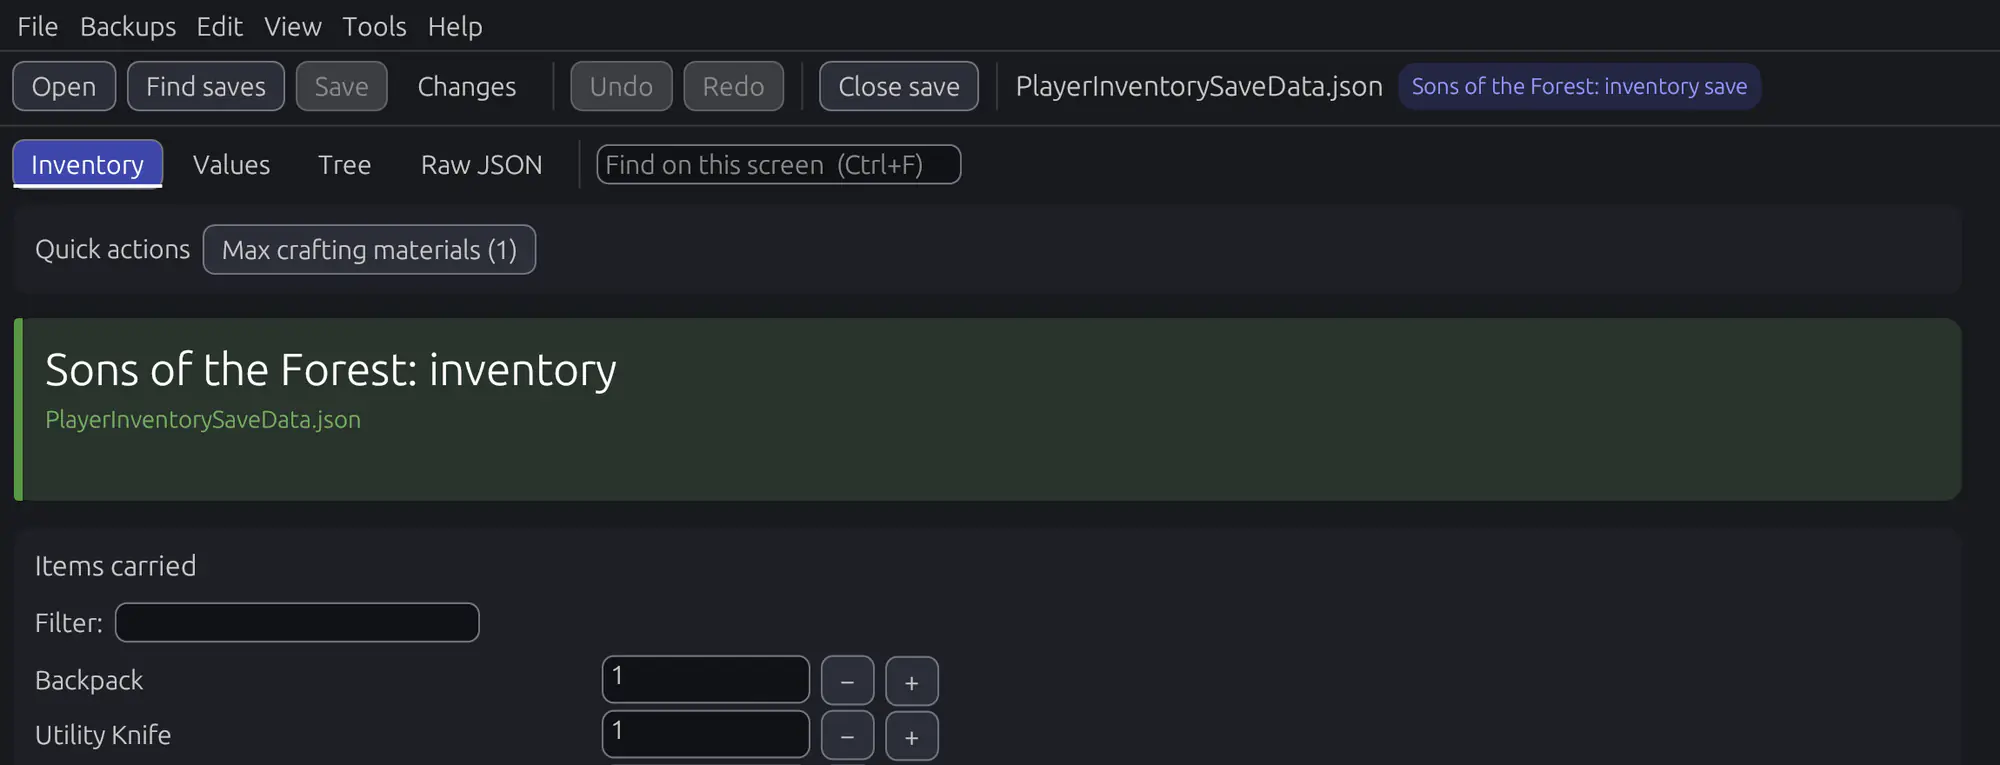 File Backups Edit View Tools Help
Open Find saves Save Changes Undo Redo Close save PlayerInventorySaveData.json Sons of the Forest: inventory save
Inventory Values Tree Raw JSON Find on this screen (Ctrl+F)
Quick actions Max crafting materials (1)
Sons of the Forest: inventory
PlayerInventorySaveData.json
Items carried
Filter:
Backpack 1 − +
Utility Knife 1 − +